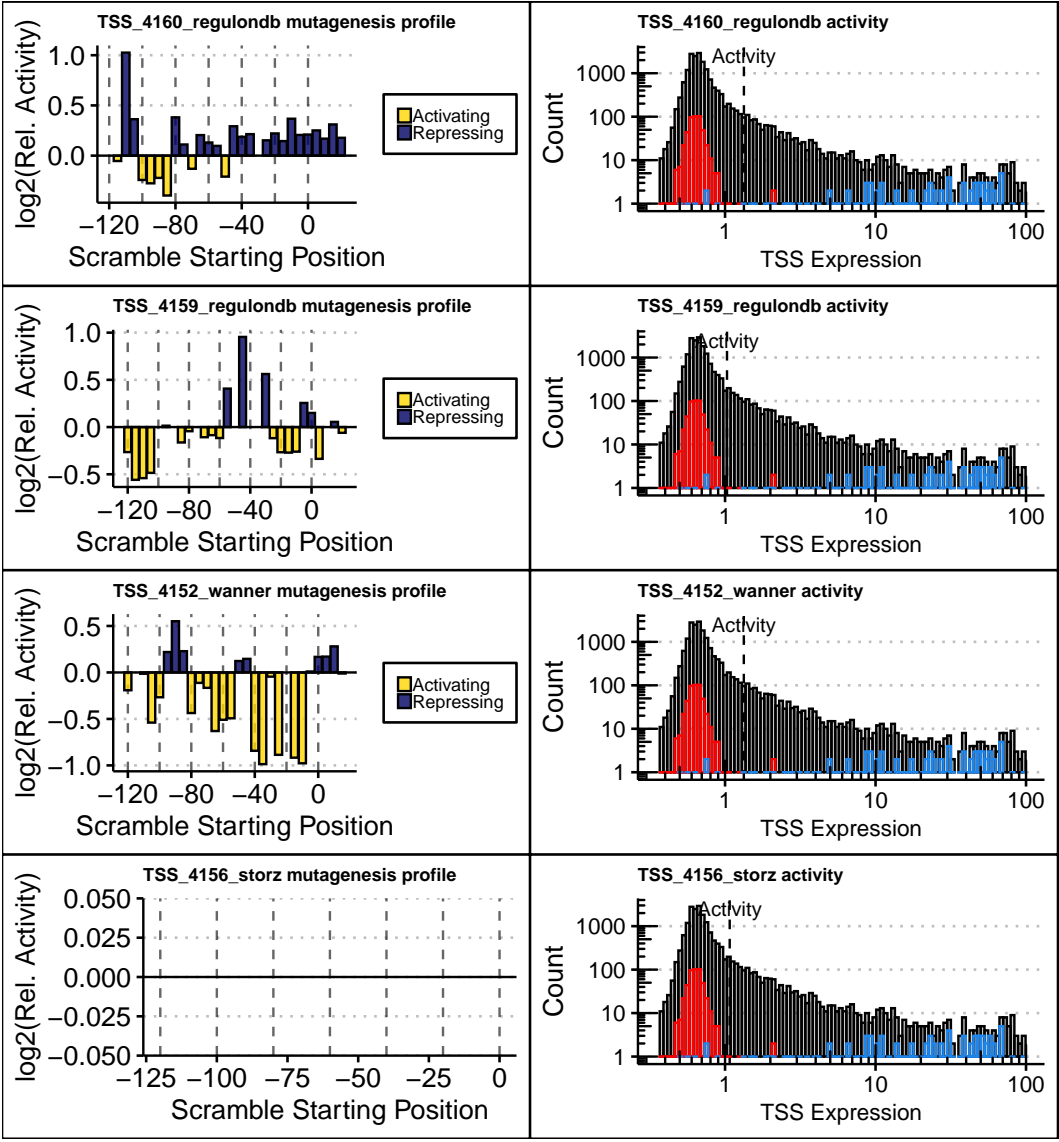 TSS_4160_regulondb mutagenesis profile
log2(Rel. Activity)
1.0
0.5
0.0
−120 −80 −40 0
Scramble Starting Position
Activating
Repressing
TSS_4160_regulondb activity
Activity
Count
1000
100
10
1
1 10 100
TSS Expression
TSS_4159_regulondb mutagenesis profile
log2(Rel. Activity)
1.0
0.5
0.0
−0.5
−120 −80 −40 0
Scramble Starting Position
Activating
Repressing
TSS_4159_regulondb activity
Activity
Count
1000
100
10
1
1 10 100
TSS Expression
TSS_4152_wanner mutagenesis profile
log2(Rel. Activity)
0.5
0.0
−0.5
−1.0
−120 −80 −40 0
Scramble Starting Position
Activating
Repressing
TSS_4152_wanner activity
Activity
Count
1000
100
10
1
1 10 100
TSS Expression
TSS_4156_storz mutagenesis profile
log2(Rel. Activity)
0.050
0.025
0.000
−0.025
−0.050
−125 −100 −75 −50 −25 0
Scramble Starting Position
TSS_4156_storz activity
Activity
Count
1000
100
10
1
1 10 100
TSS Expression